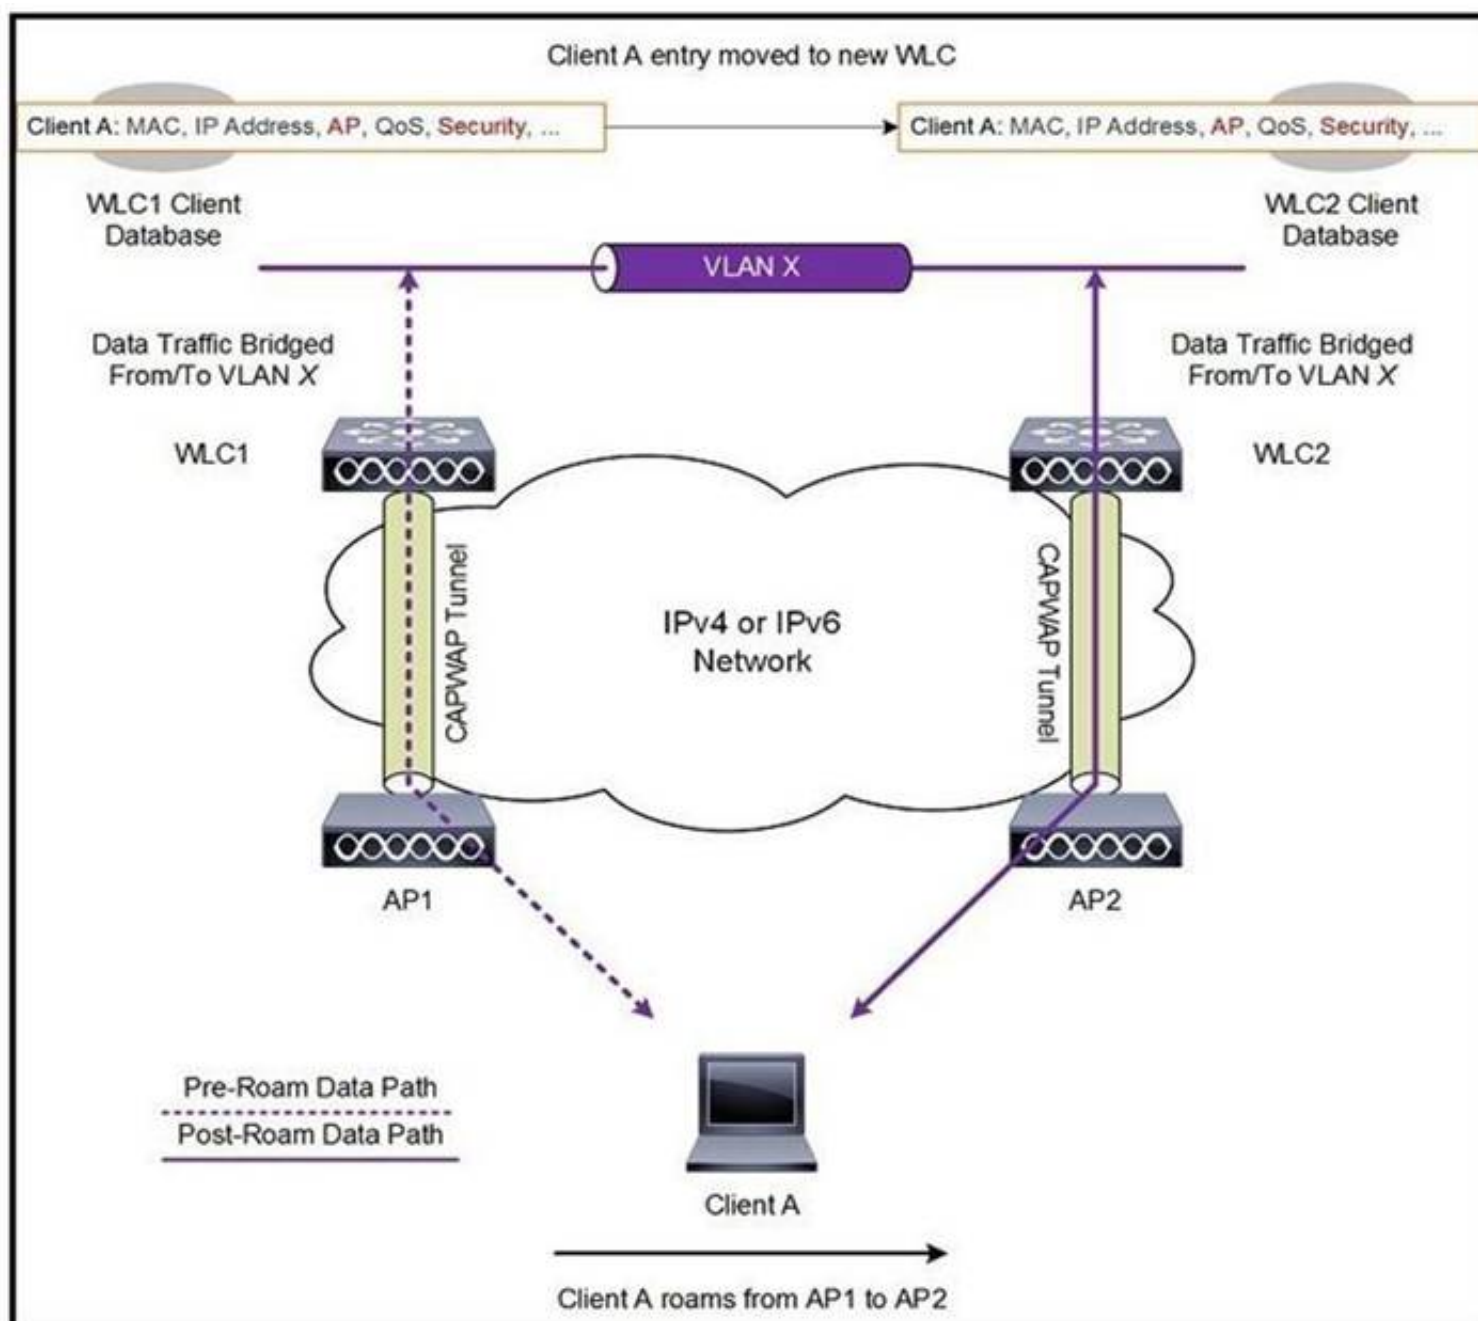 Client A entry moved to new WLC
Client A: MAC, IP Address, AP, QoS, Security, ...
Client A: MAC, IP Address, AP, QoS, Security, ...
WLC1 Client
Database
WLC2 Client
Database
VLAN X
Data Traffic Bridged
From/To VLAN X
Data Traffic Bridged
From/To VLAN X
WLC1
WLC2
CAPWAP Tunnel
CAPWAP Tunnel
IPv4 or IPv6
Network
AP1
AP2
Pre-Roam Data Path
Post-Roam Data Path
Client A
Client A roams from AP1 to AP2